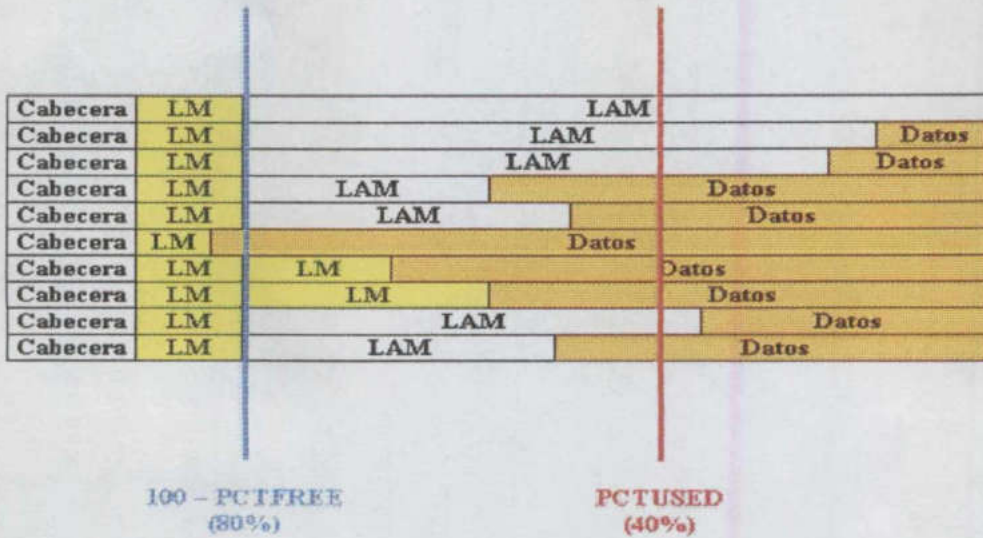 Cabecera LM LAM
Cabecera LM LAM Datos
Cabecera LM LAM Datos
Cabecera LM LAM Datos
Cabecera LM LAM Datos
Cabecera LM Datos
Cabecera LM LM Datos
Cabecera LM LM Datos
Cabecera LM LAM Datos
Cabecera LM LAM Datos
100 – PCTFREE
(80%)
PCTUSED
(40%)